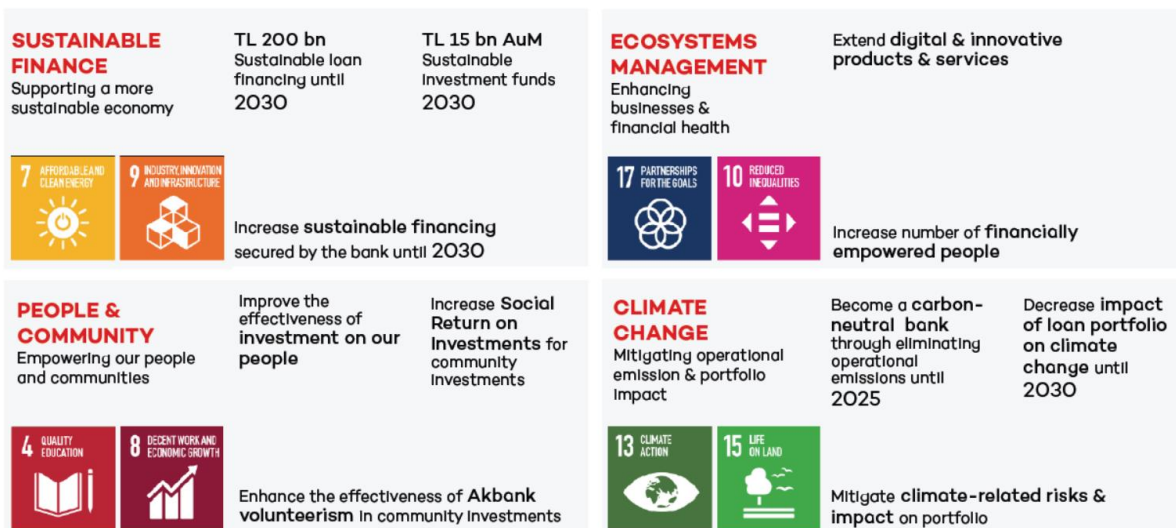 SUSTAINABLE
FINANCE
Supporting a more
sustainable economy
TL 200 bn
Sustainable loan
financing until
2030
TL 15 bn AuM
Sustainable
investment funds
2030
7 AFFORDABLE AND
CLEAN ENERGY
9 INDUSTRY, INNOVATION
AND INFRASTRUCTURE
Increase sustainable financing
secured by the bank until 2030
ECOSYSTEMS
MANAGEMENT
Enhancing
businesses &
financial health
Extend digital & innovative
products & services
17 PARTNERSHIPS
FOR THE GOALS
10 REDUCED
INEQUALITIES
Increase number of financially
empowered people
PEOPLE &
COMMUNITY
Empowering our people
and communities
Improve the
effectiveness of
investment on our
people
Increase Social
Return on
Investments for
community
investments
4 QUALITY
EDUCATION
8 DECENT WORK AND
ECONOMIC GROWTH
Enhance the effectiveness of Akbank
volunteerism in community investments
CLIMATE
CHANGE
Mitigating operational
emission & portfolio
impact
Become a carbon-
neutral bank
through eliminating
operational
emissions until
2025
Decrease impact
of loan portfolio
on climate
change until
2030
13 CLIMATE
ACTION
15 LIFE
ON LAND
Mitigate climate-related risks &
impact on portfolio